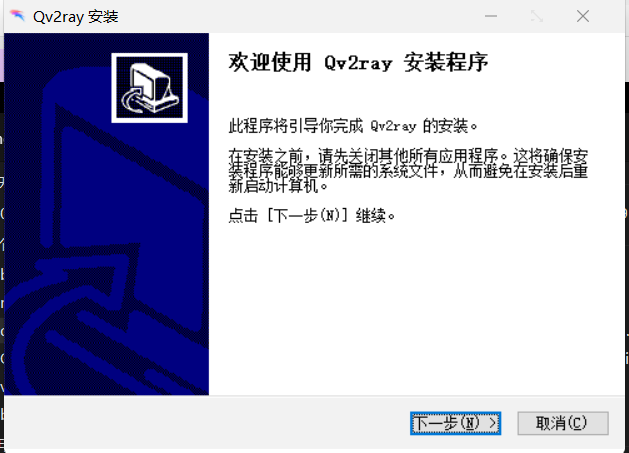 Qv2ray 安装
欢迎使用 Qv2ray 安装程序
此程序将引导你完成 Qv2ray 的安装。
在安装之前，请先关闭其他所有应用程序。这将确保安
装程序能够更新所需的系统文件，从而避免在安装后重
新启动计算机。
点击 [下一步(N)] 继续。
下一步(N) >
取消(C)